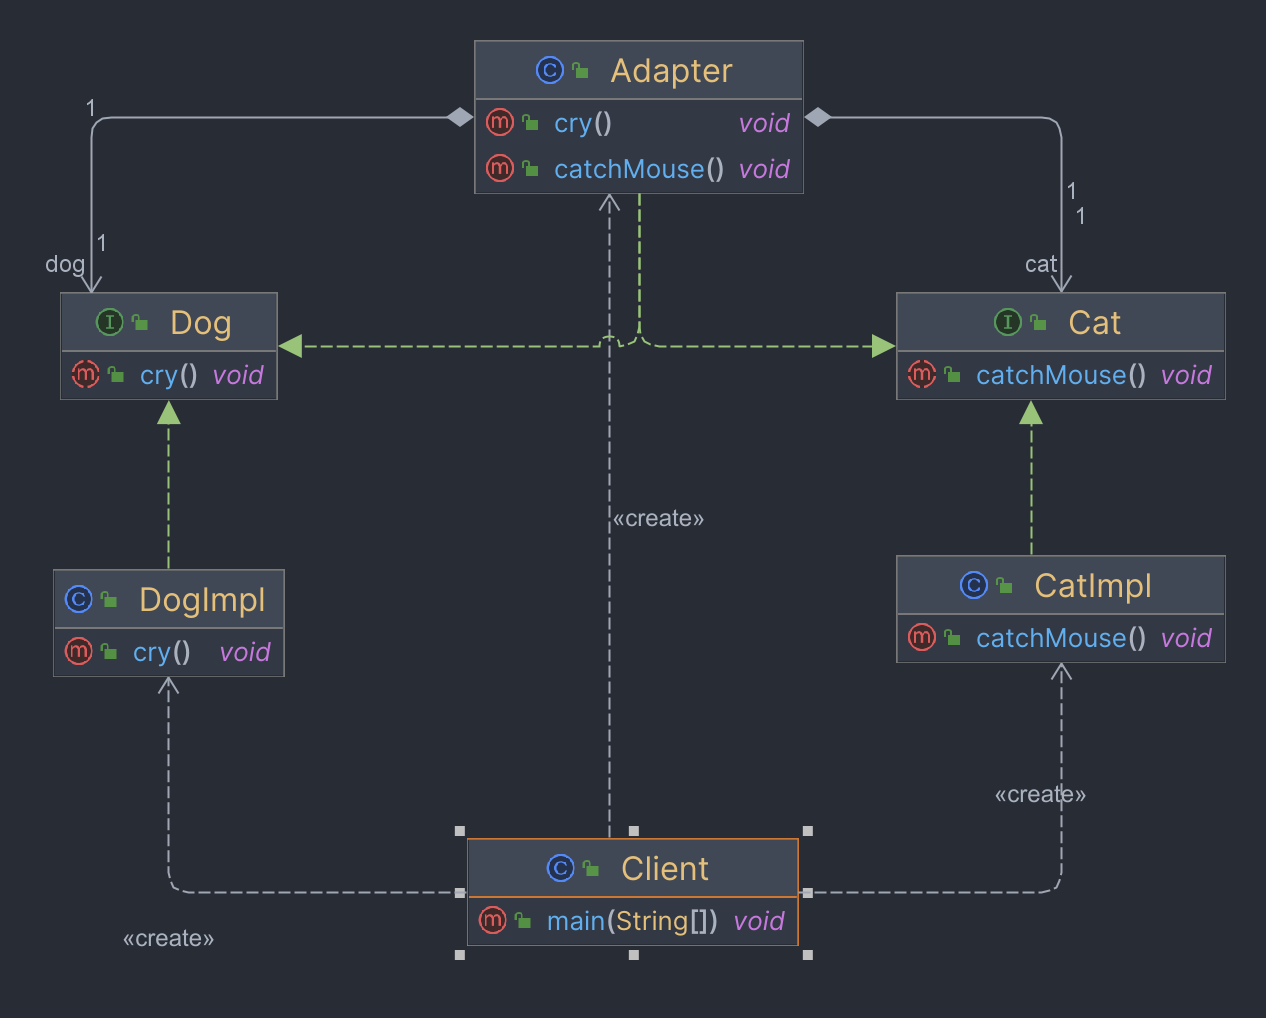 C Adapter
m cry() void
m catchMouse() void
1
1
dog
1
1
cat
I Dog
m cry() void
I Cat
m catchMouse() void
«create»
C DogImpl
m cry() void
C CatImpl
m catchMouse() void
«create»
C Client
m main(String[]) void
«create»